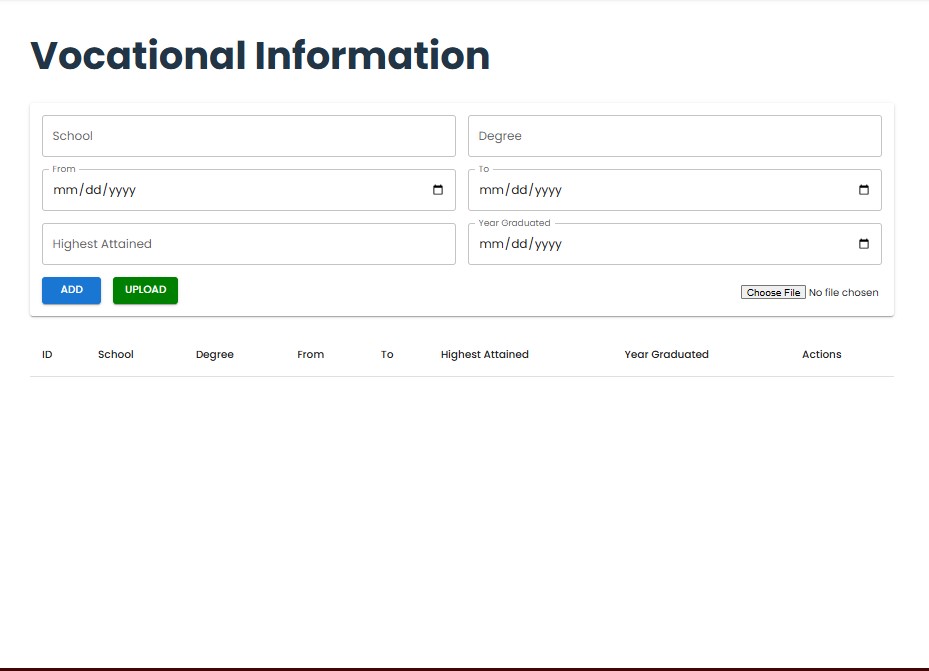 Vocational Information
School Degree
From To
mm/dd/yyyy mm/dd/yyyy
Highest Attained Year Graduated
mm/dd/yyyy
ADD UPLOAD Choose File No file chosen
ID School Degree From To Highest Attained Year Graduated Actions